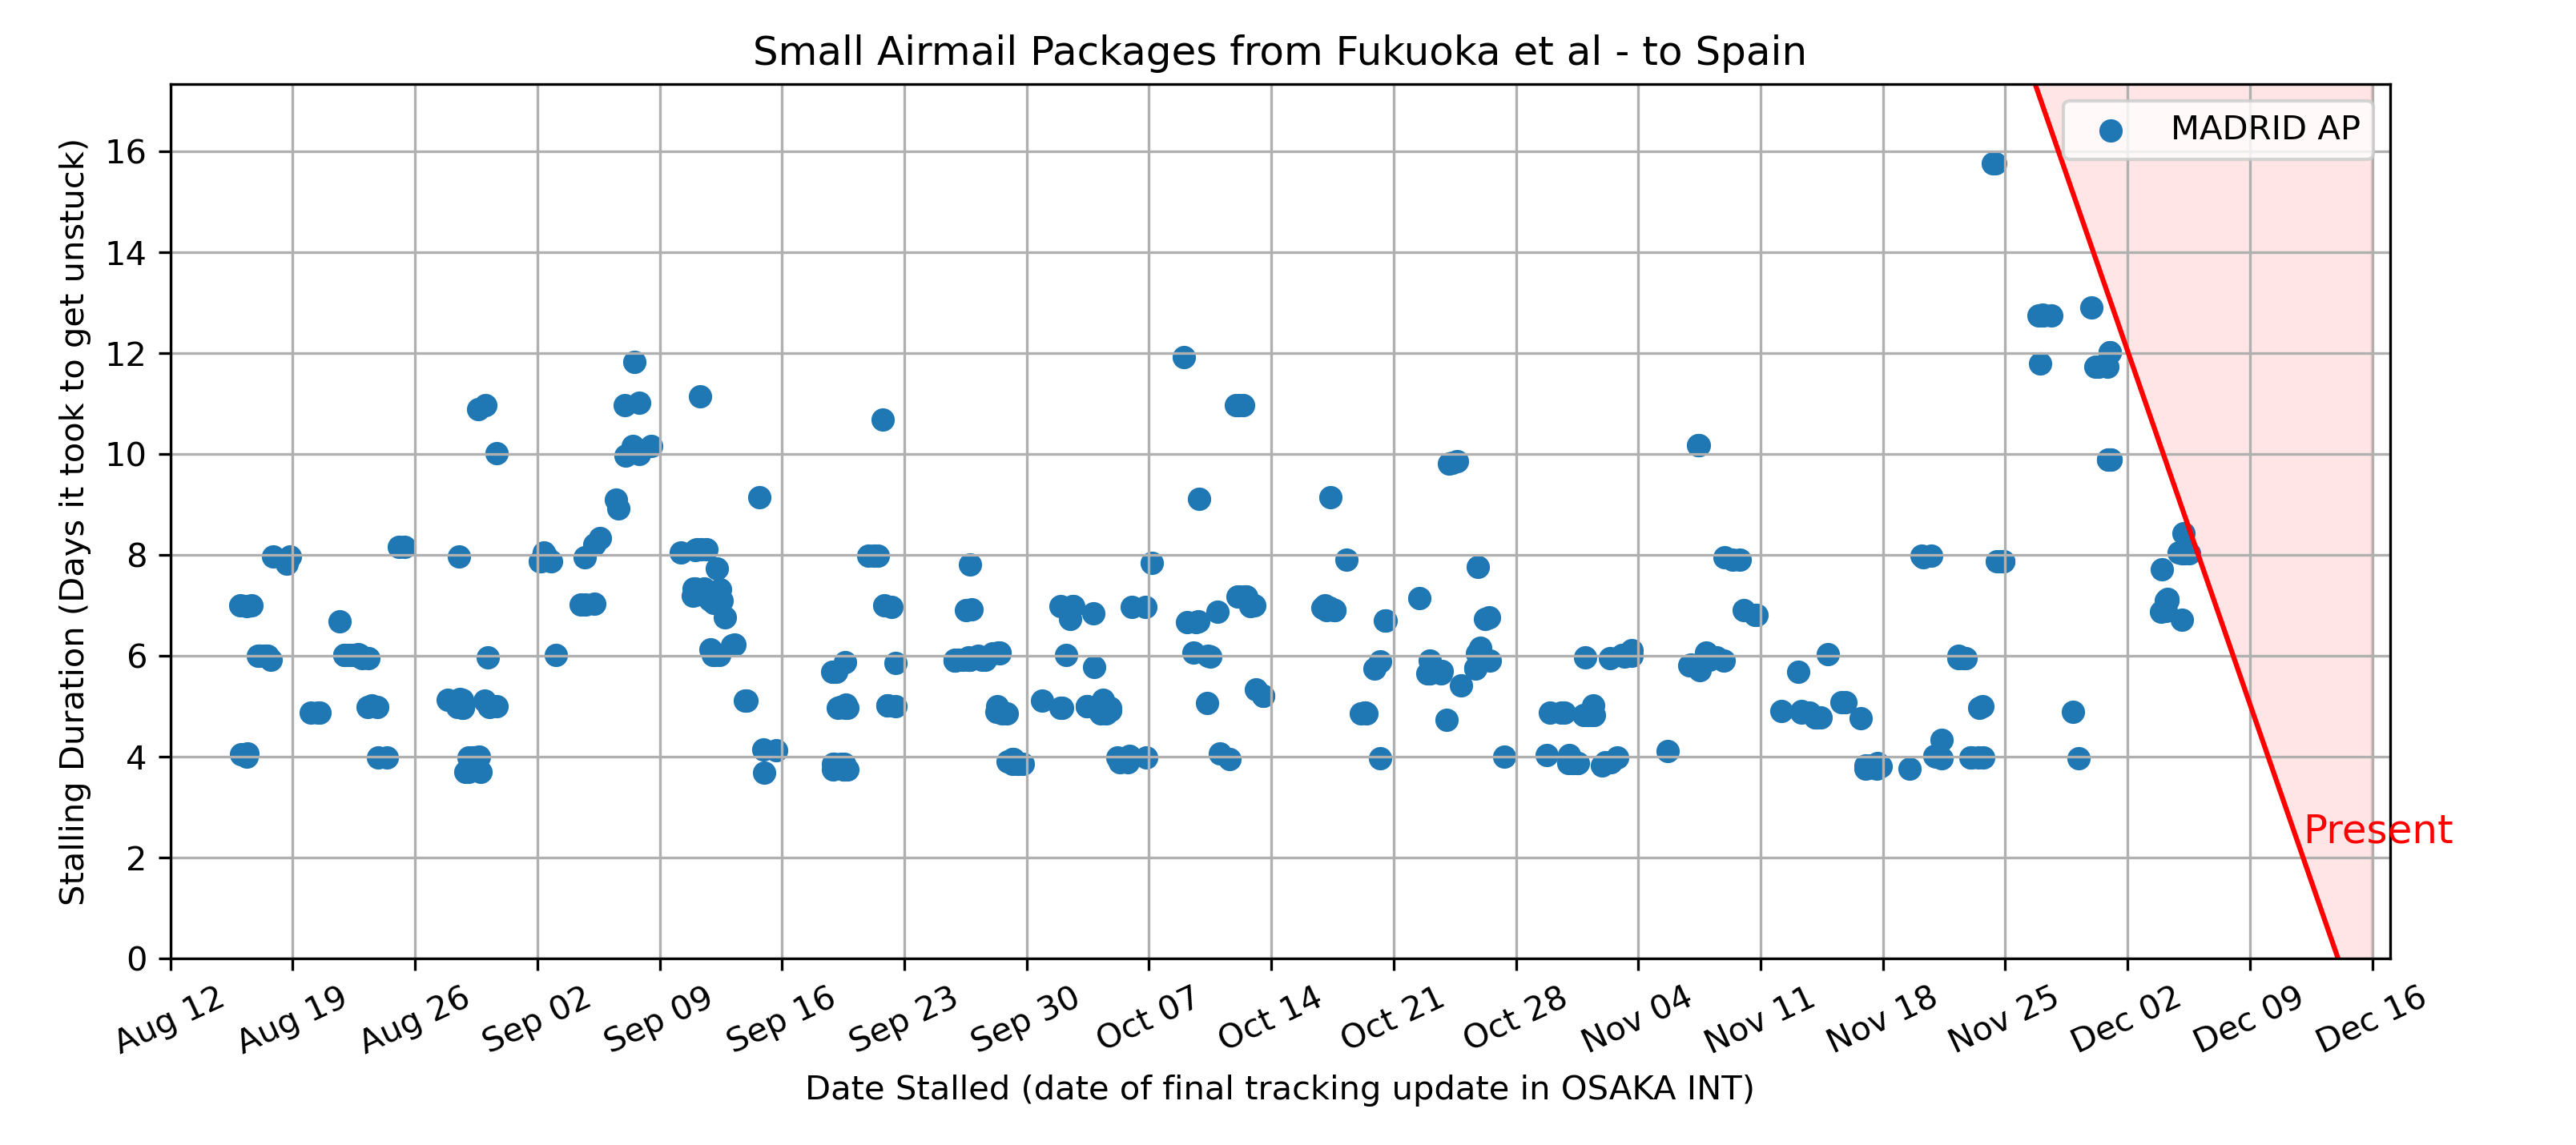 Small Airmail Packages from Fukuoka et al - to Spain
Stalling Duration (Days it took to get unstuck)
16
14
12
10
8
6
4
2
0
MADRID AP
Present
Aug 12
Aug 19
Aug 26
Sep 02
Sep 09
Sep 16
Sep 23
Sep 30
Oct 07
Oct 14
Oct 21
Oct 28
Nov 04
Nov 11
Nov 18
Nov 25
Dec 02
Dec 09
Dec 16
Date Stalled (date of final tracking update in OSAKA INT)